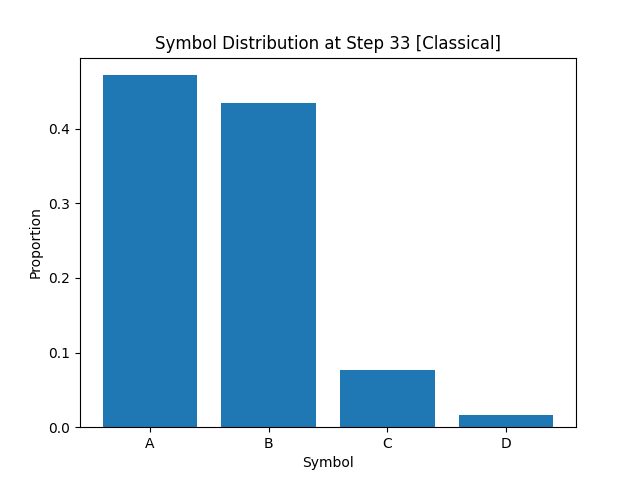 Symbol Distribution at Step 33 [Classical]
Proportion
0.4
0.3
0.2
0.1
0.0
A B C D
Symbol